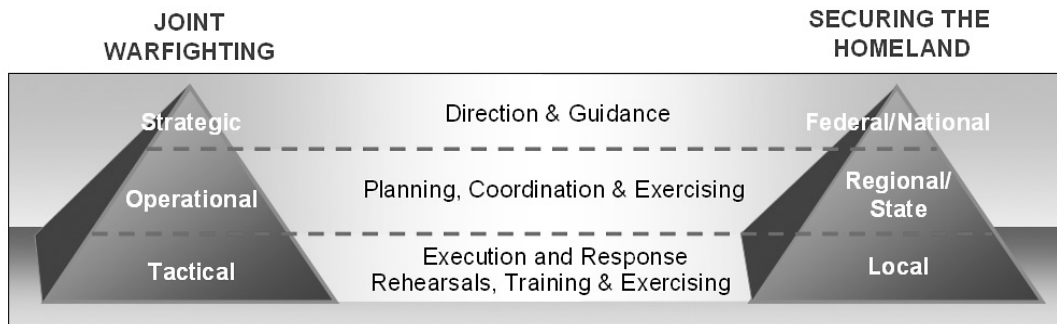 JOINT
WARFIGHTING
SECURING THE
HOMELAND
Strategic
Direction & Guidance
Federal/National
Operational
Planning, Coordination & Exercising
Regional/
State
Tactical
Execution and Response
Rehearsals, Training & Exercising
Local